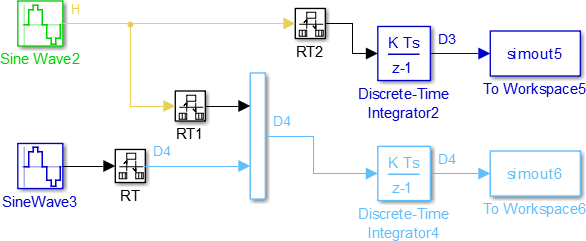 H
Sine Wave2
RT2
K Ts
z-1
D3
simout5
Discrete-Time
Integrator2
To Workspace5
RT1
D4
SineWave3
RT
D4
K Ts
z-1
D4
simout6
Discrete-Time
Integrator4
To Workspace6